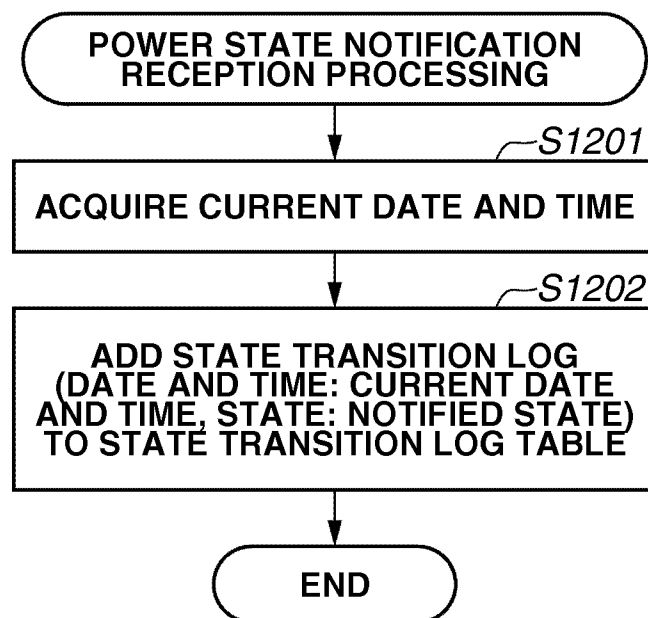 POWER STATE NOTIFICATION
RECEPTION PROCESSING
S1201
ACQUIRE CURRENT DATE AND TIME
S1202
ADD STATE TRANSITION LOG
(DATE AND TIME: CURRENT DATE
AND TIME, STATE: NOTIFIED STATE)
TO STATE TRANSITION LOG TABLE
END